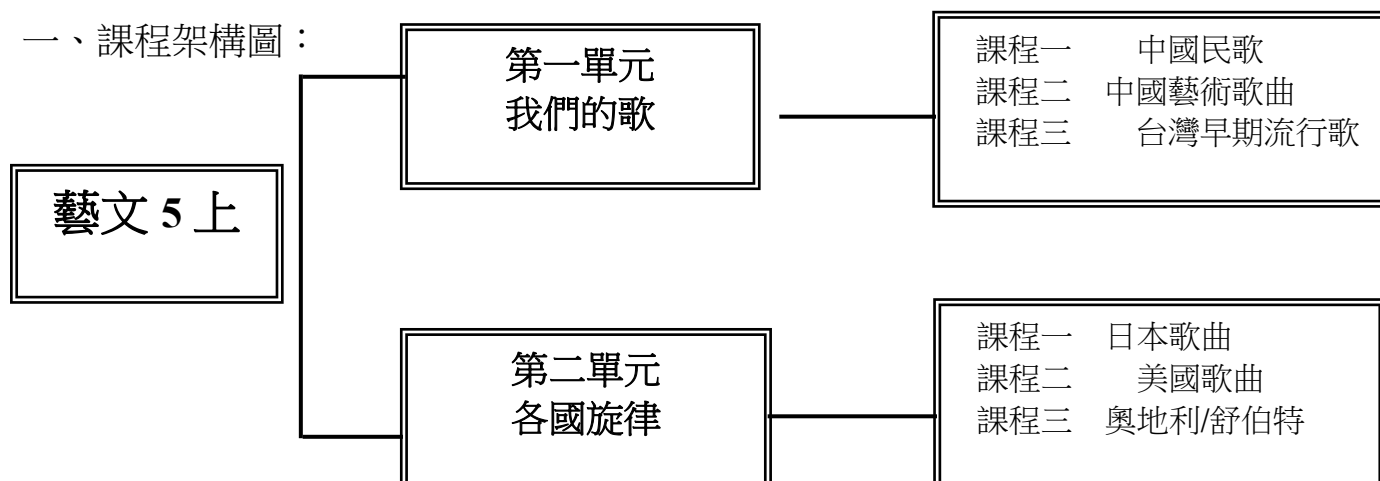 一、課程架構圖：
藝文 5 上
第一單元
我們的歌
課程一 中國民歌
課程二 中國藝術歌曲
課程三 台灣早期流行歌
第二單元
各國旋律
課程一 日本歌曲
課程二 美國歌曲
課程三 奧地利/舒伯特